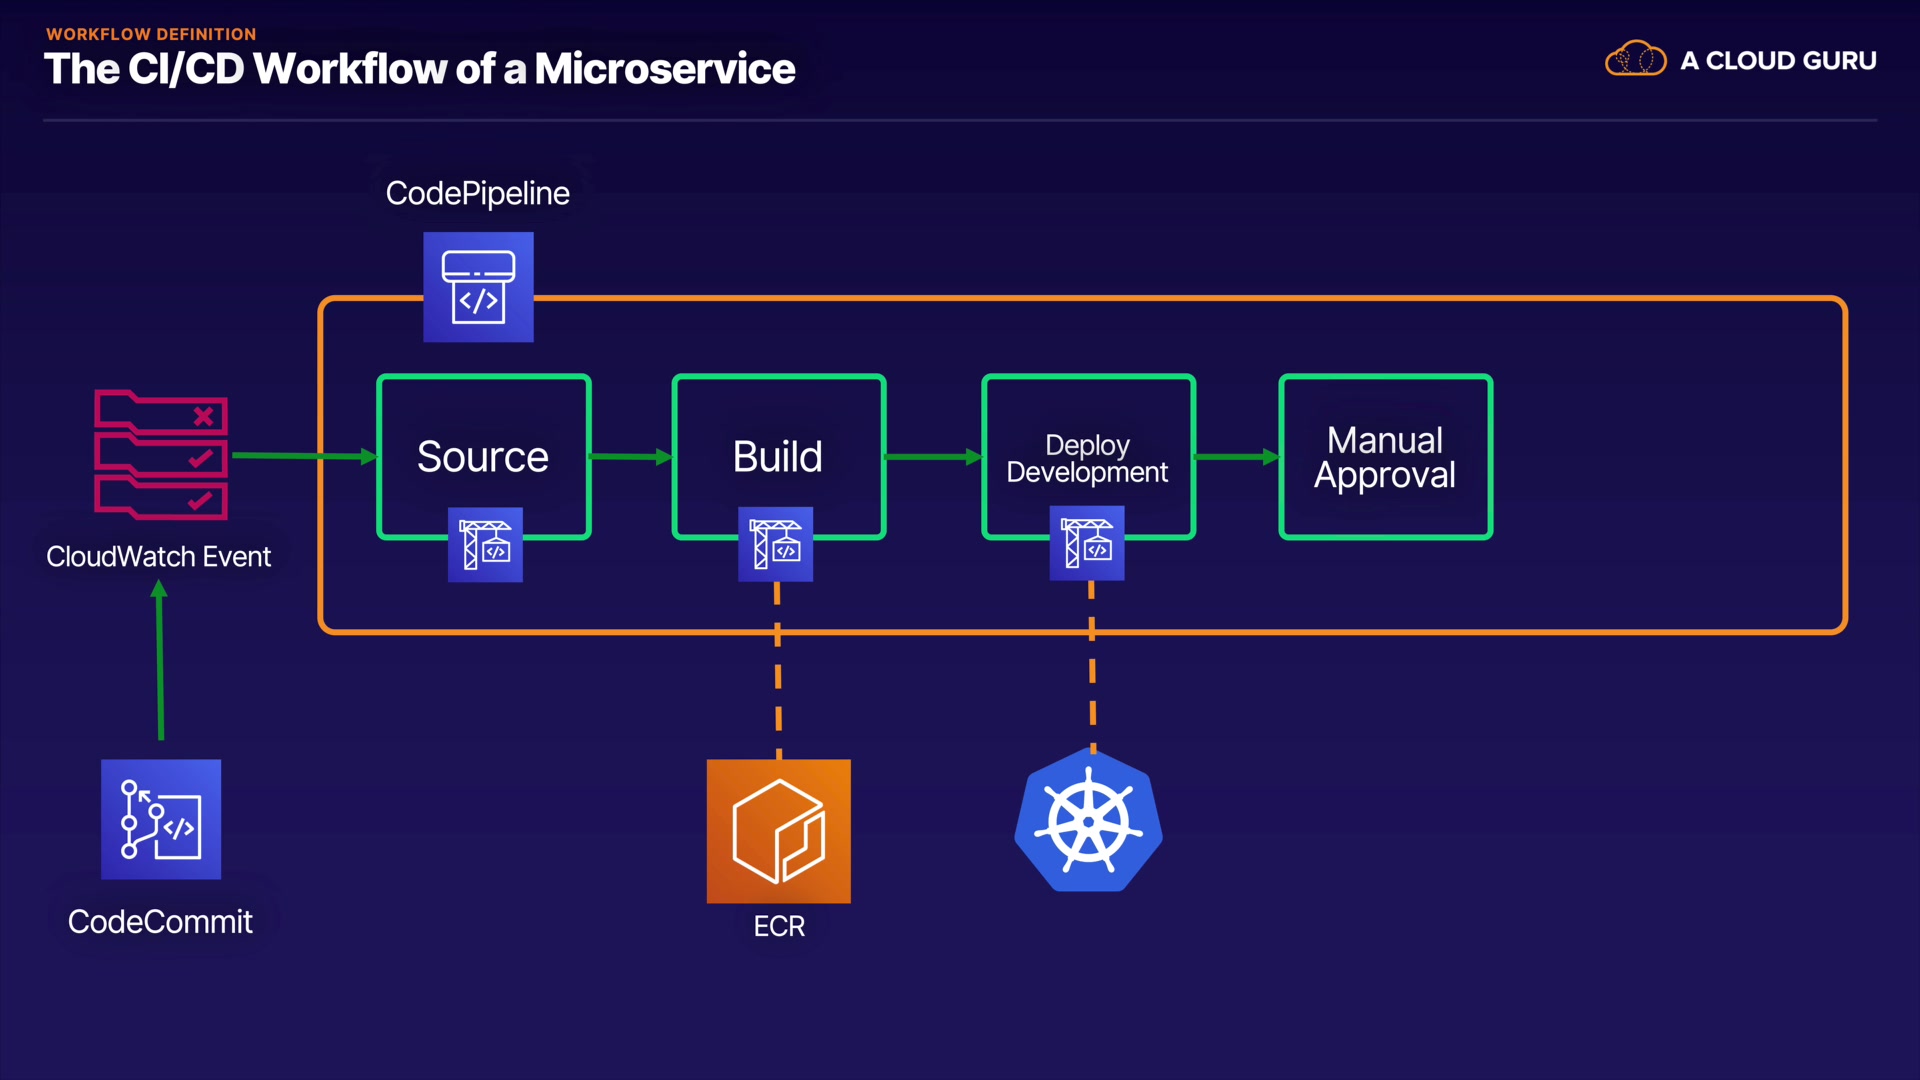 WORKFLOW DEFINITION
The CI/CD Workflow of a Microservice
A CLOUD GURU
CodePipeline
Source
Build
Deploy
Development
Manual
Approval
CloudWatch Event
CodeCommit
ECR